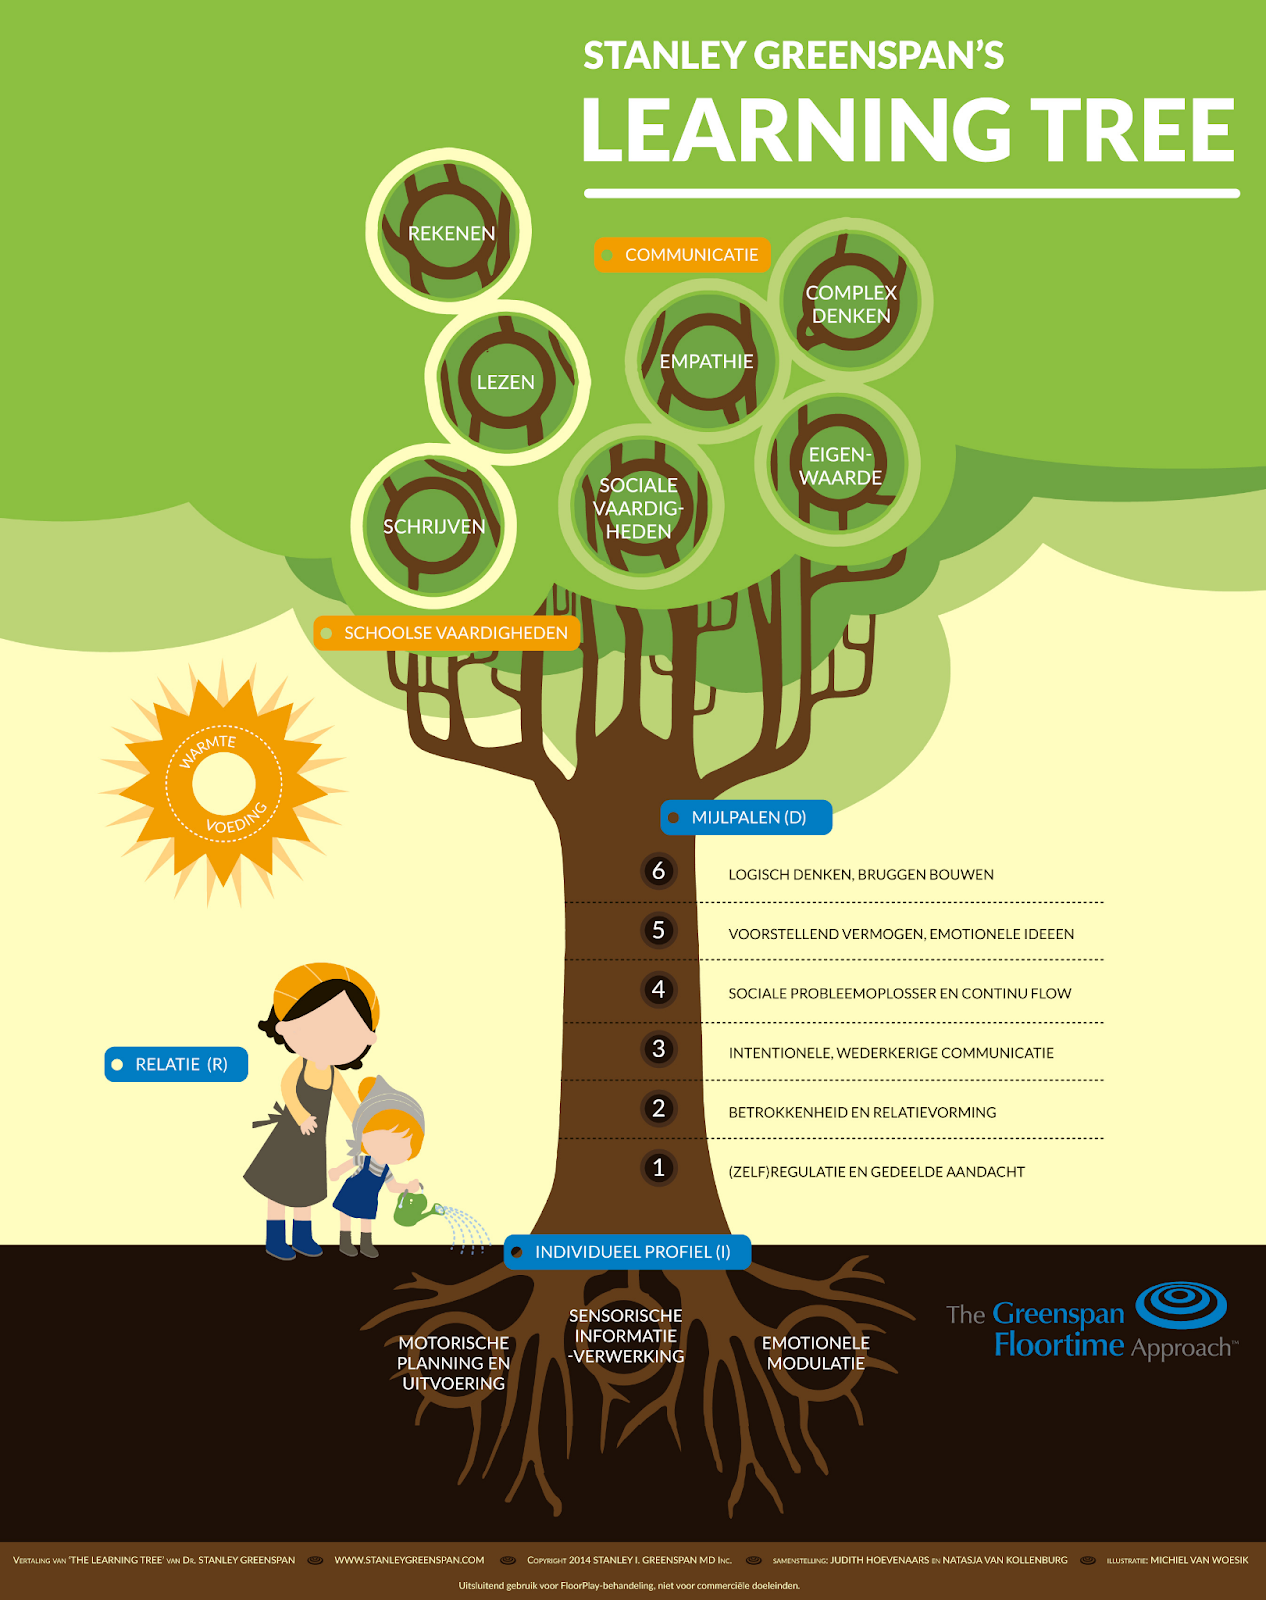 STANLEY GREENSPAN'S
LEARNING TREE
REKENEN
COMMUNICATIE
COMPLEX
DENKEN
EMPATHIE
LEZEN
EIGEN-
WAARDE
SOCIALE
VAARDIG-
HEDEN
SCHRIJVEN
SCHOOLSE VAARDIGHEDEN
WARMTE
VOEDING
MIJLPALEN (D)
6 LOGISCH DENKEN, BRUGGEN BOUWEN
5 VOORSTELLEND VERMOGEN, EMOTIONELE IDEEEN
4 SOCIALE PROBLEEMOPLOSSER EN CONTINU FLOW
3 INTENTIONELE, WEDERKERIGE COMMUNICATIE
2 BETROKKENHEID EN RELATIEVORMING
1 (ZELF)REGULATIE EN GEDEELDE AANDACHT
RELATIE (R)
INDIVIDUEEL PROFIEL (I)
MOTORISCHE
PLANNING EN
UITVOERING
SENSORISCHE
INFORMATIE
-VERWERKING
EMOTIONELE
MODULATIE
The Greenspan
Floortime Approach™
VERTALING VAN 'THE LEARNING TREE' VAN DR. STANLEY GREENSPAN WWW.STANLEYGREENSPAN.COM COPYRIGHT 2014 STANLEY I. GREENSPAN MD INC. SAMENSTELLING: JUDITH HOEVENAARS EN NATASJA VAN KOLLENBURG ILLUSTRATIE: MICHIEL VAN WOESIK
Uitsluitend gebruik voor FloorPlay-behandeling, niet voor commerciële doeleinden.